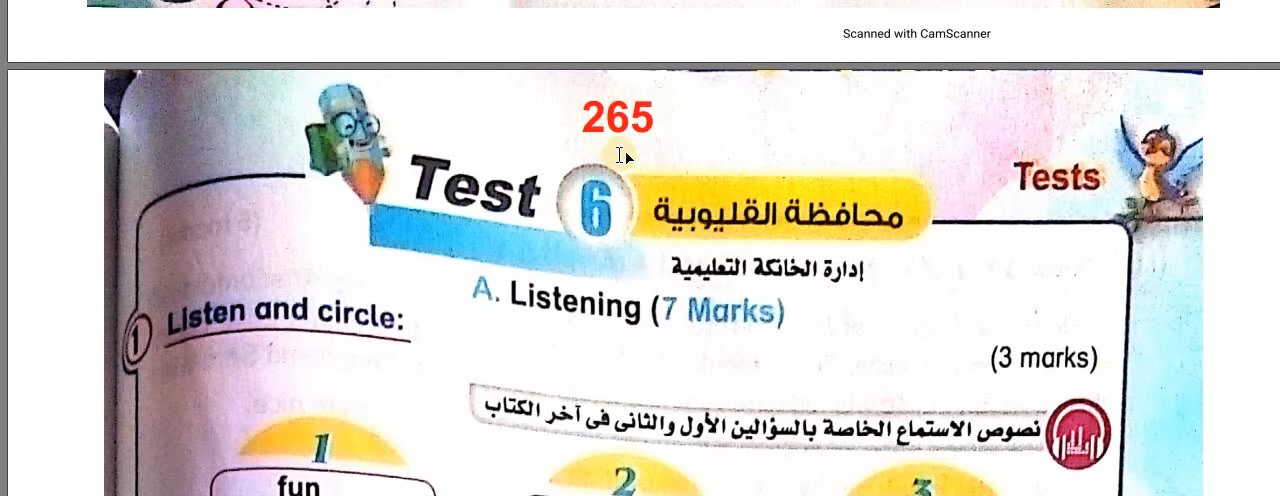 Scanned with CamScanner
265
Tests
Test 6 محافظة القليوبية
إدارة الخانكة التعليمية
A. Listening (7 Marks)
1 Listen and circle:
(3 marks)
نصوص الاستماع الخاصة بالسؤالين الأول والثانى فى آخر الكتاب
1
2
3
fun